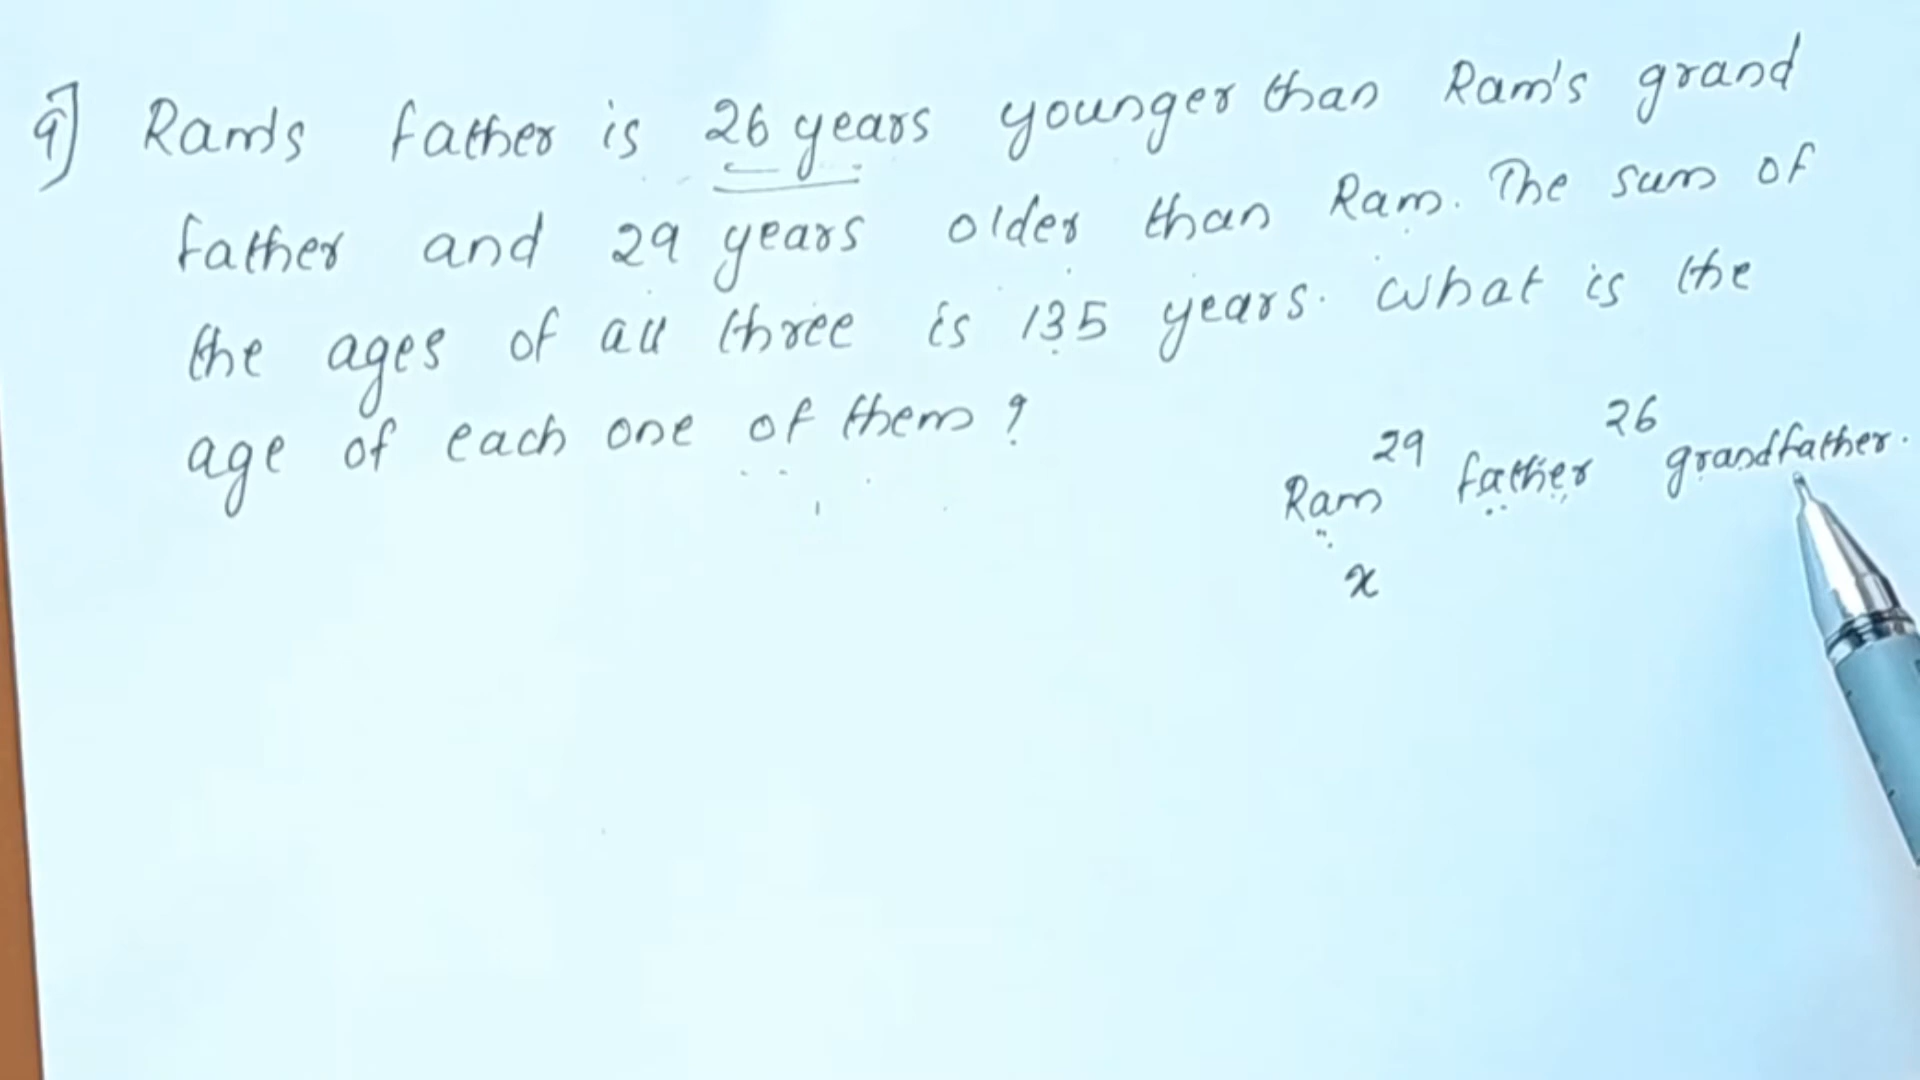 9] Ram's father is 26 years younger than Ram's grand
father and 29 years older than Ram. The sum of
the ages of all three is 135 years. What is the
age of each one of them?
Ram 29 father 26 grandfather.
x